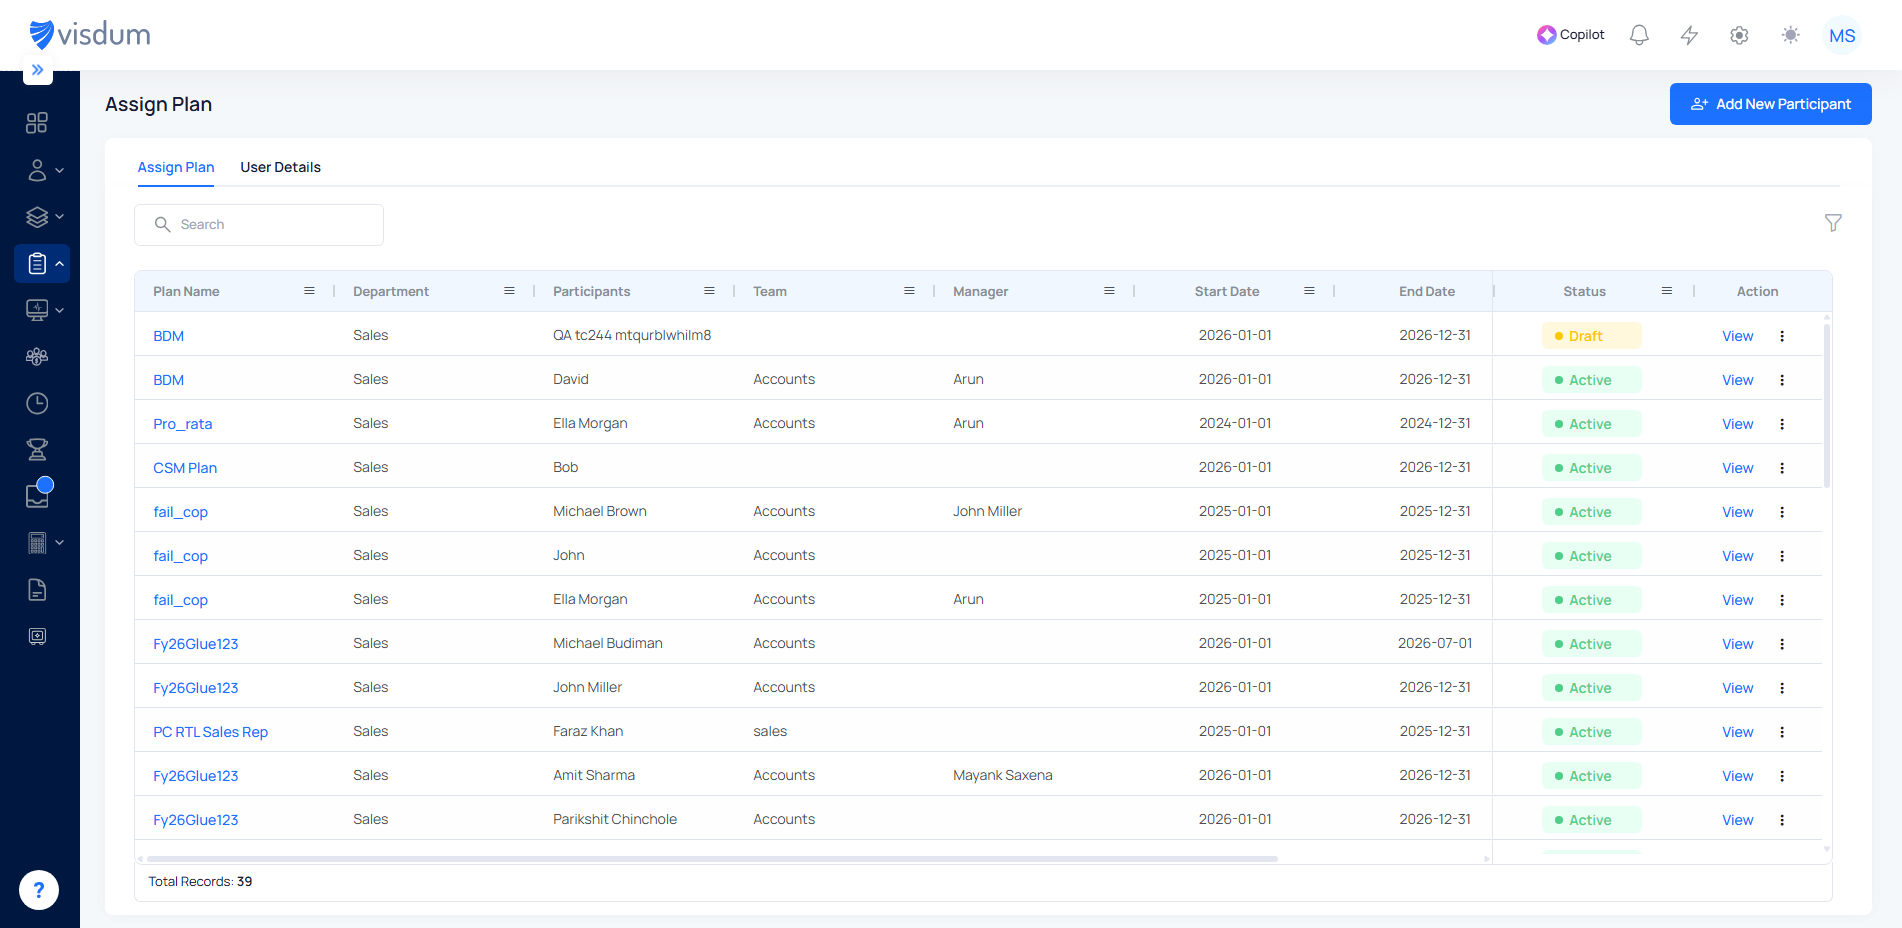 visdum
Copilot
MS
Assign Plan
Add New Participant
Assign Plan User Details
Search
Plan Name Department Participants Team Manager Start Date End Date Status Action
BDM Sales QA tc244 mtqurblwhilm8 2026-01-01 2026-12-31 Draft View
BDM Sales David Accounts Arun 2026-01-01 2026-12-31 Active View
Pro_rata Sales Ella Morgan Accounts Arun 2024-01-01 2024-12-31 Active View
CSM Plan Sales Bob 2026-01-01 2026-12-31 Active View
fail_cop Sales Michael Brown Accounts John Miller 2025-01-01 2025-12-31 Active View
fail_cop Sales John Accounts 2025-01-01 2025-12-31 Active View
fail_cop Sales Ella Morgan Accounts Arun 2025-01-01 2025-12-31 Active View
Fy26Glue123 Sales Michael Budiman Accounts 2026-01-01 2026-07-01 Active View
Fy26Glue123 Sales John Miller Accounts 2026-01-01 2026-12-31 Active View
PC RTL Sales Rep Sales Faraz Khan sales 2025-01-01 2025-12-31 Active View
Fy26Glue123 Sales Amit Sharma Accounts Mayank Saxena 2026-01-01 2026-12-31 Active View
Fy26Glue123 Sales Parikshit Chinchole Accounts 2026-01-01 2026-12-31 Active View
Total Records: 39
?